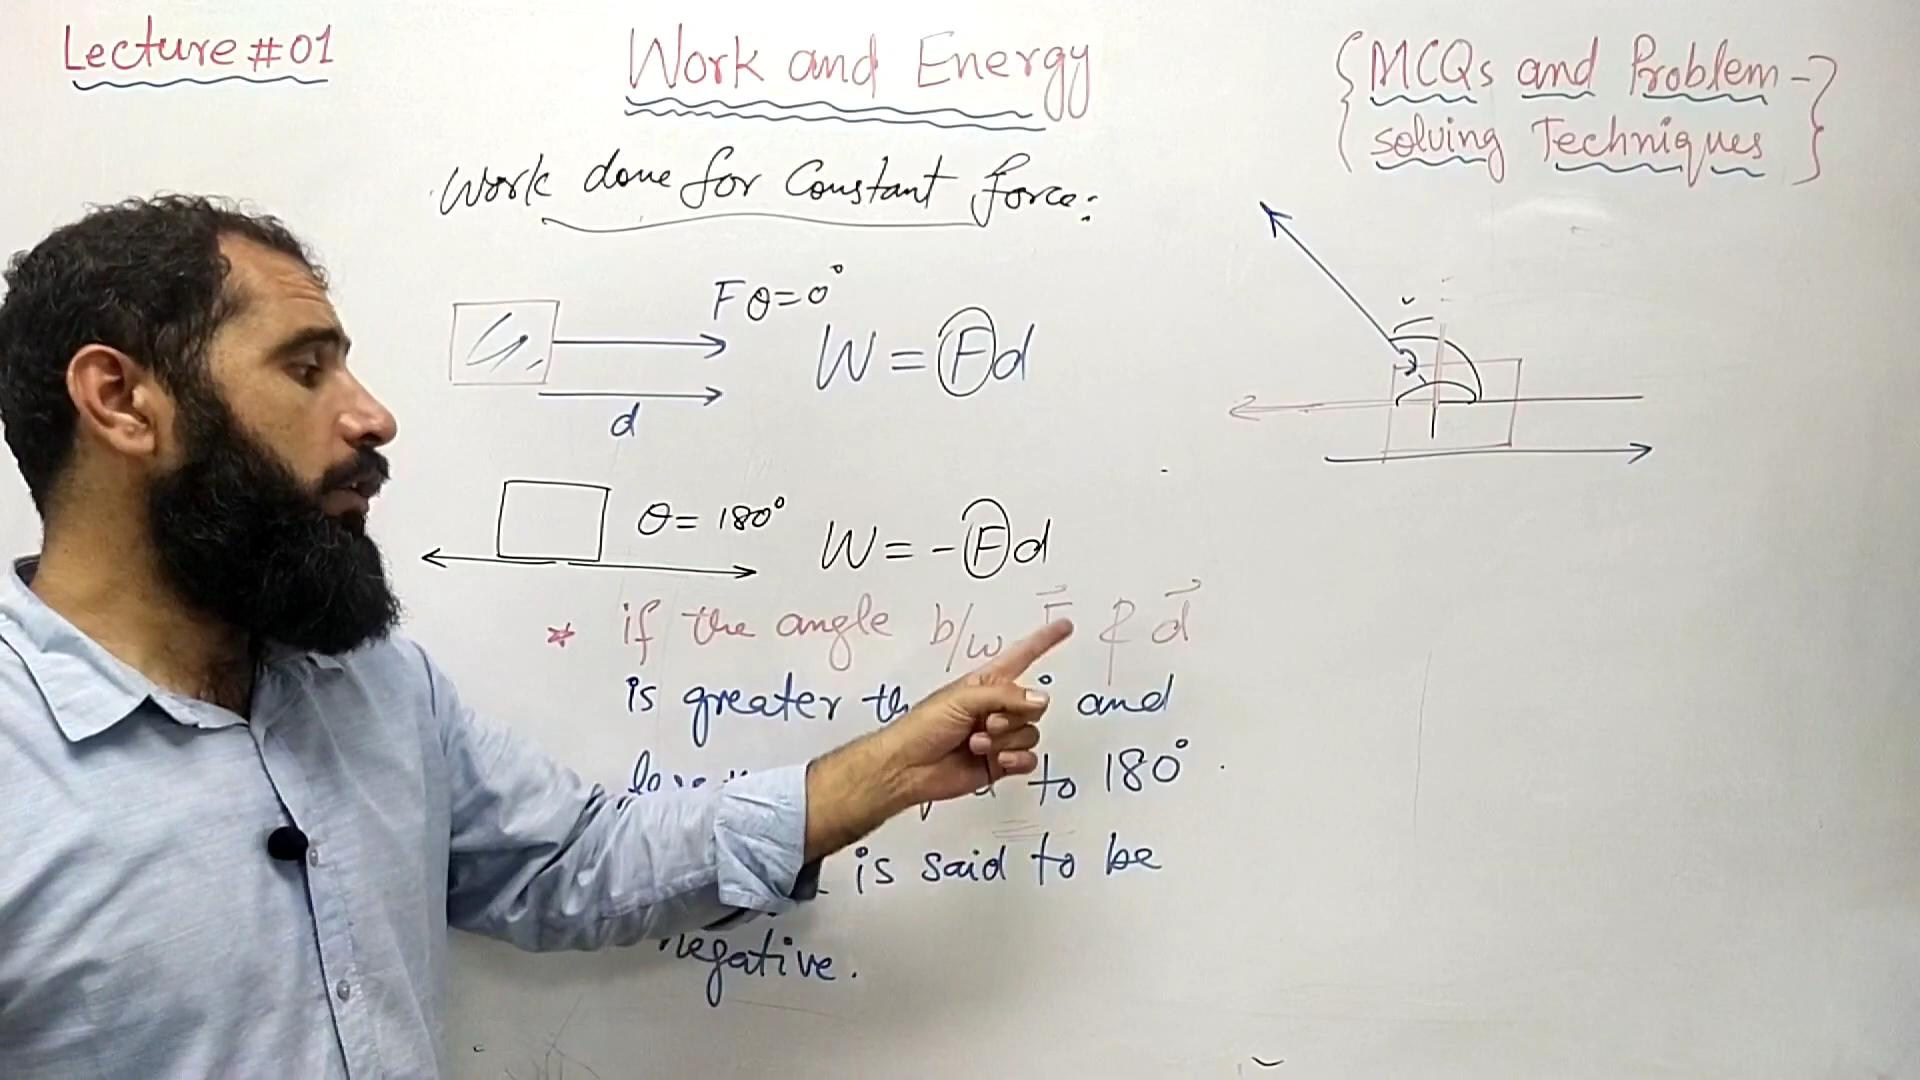 Lecture #01
Work and Energy
{MCQs and Problem-
solving Techniques}
Work done for Constant force:
F θ=0°
W = Fd
d
θ= 180°
W= -Fd
* if the angle b/w F⃗ & d⃗
is greater ° and
to 180°
is said to be
negative.